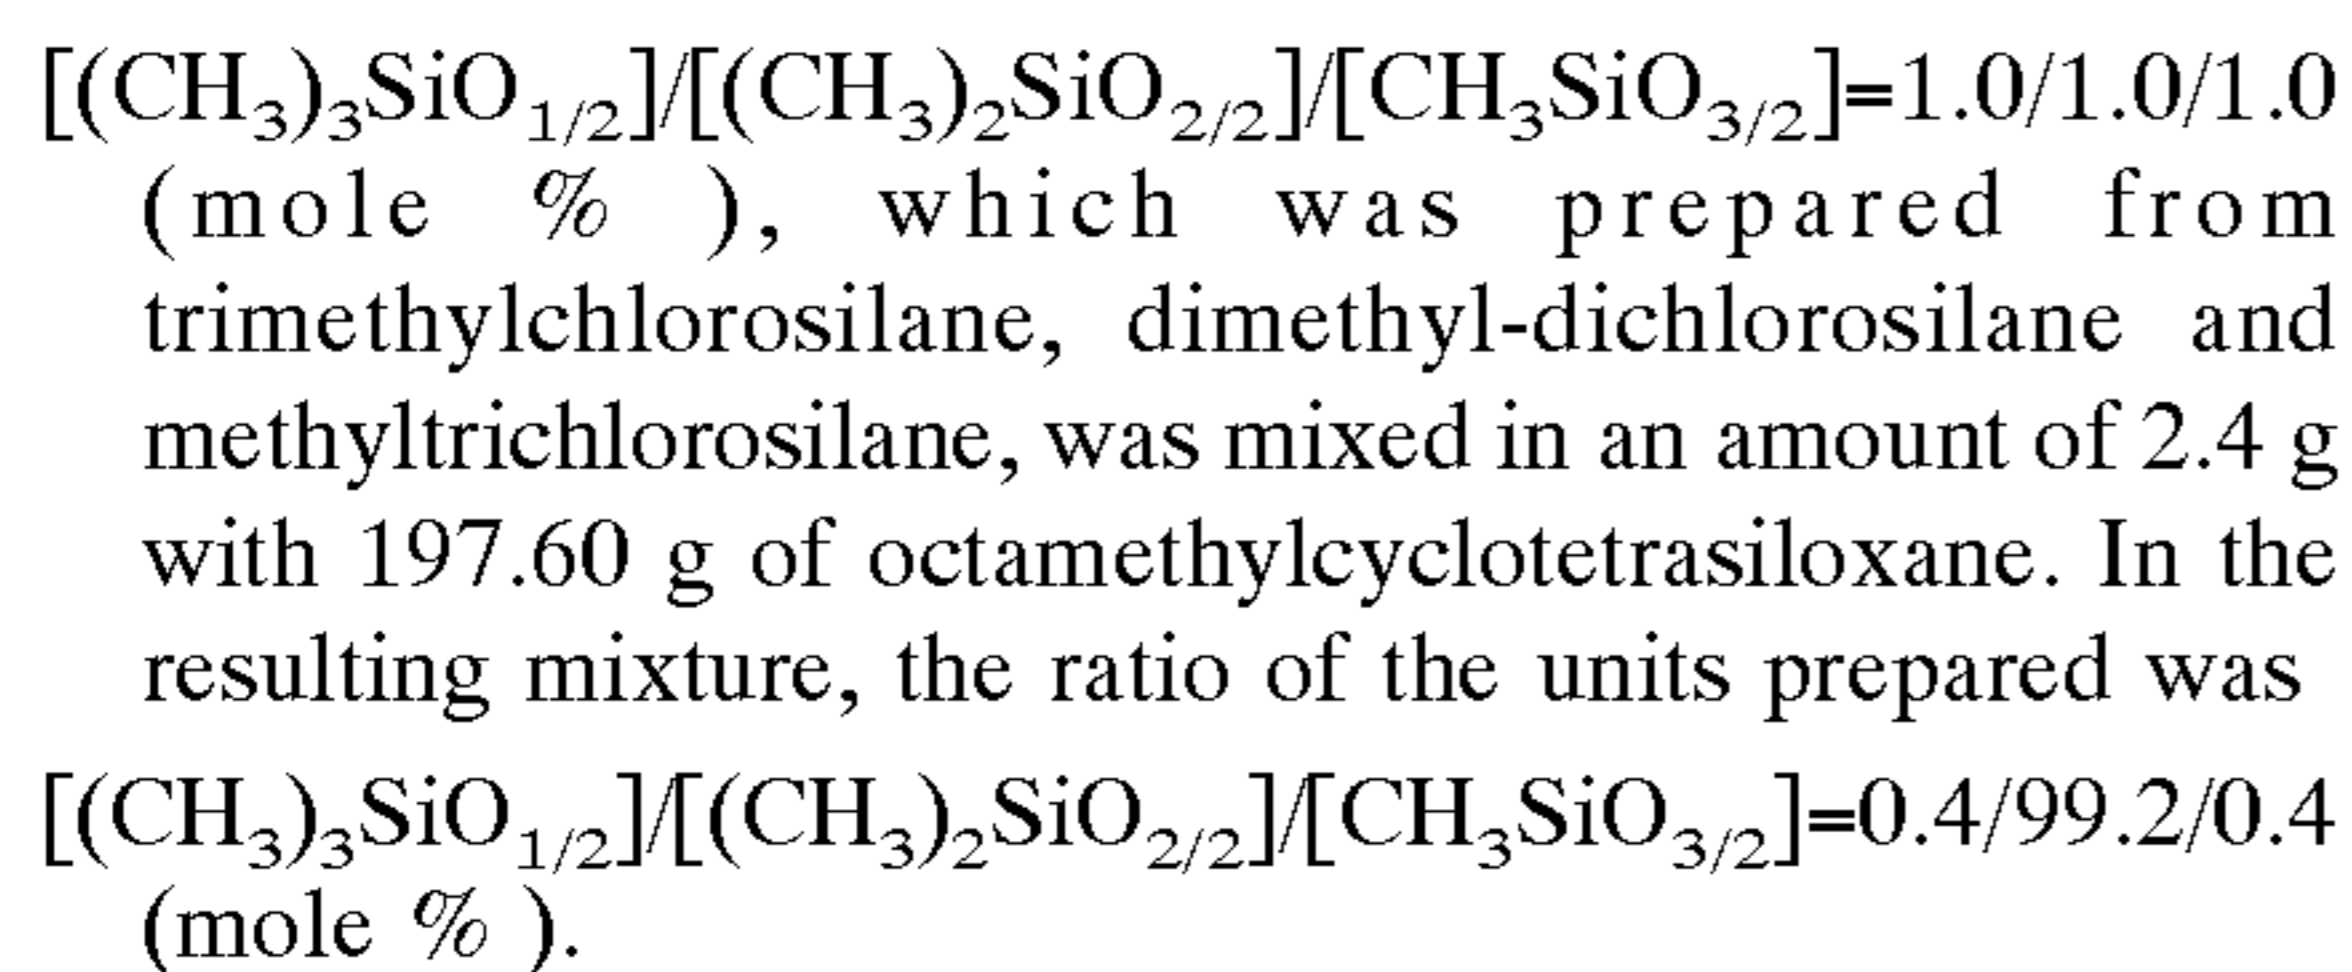 [(CH₃)₃SiO₁/₂]/[(CH₃)₂SiO₂/₂]/[CH₃SiO₃/₂]=1.0/1.0/1.0
(mole % ), which was prepared from
trimethylchlorosilane, dimethyl-dichlorosilane and
methyltrichlorosilane, was mixed in an amount of 2.4 g
with 197.60 g of octamethylcyclotetrasiloxane. In the
resulting mixture, the ratio of the units prepared was
[(CH₃)₃SiO₁/₂]/[(CH₃)₂SiO₂/₂]/[CH₃SiO₃/₂]=0.4/99.2/0.4
(mole % ).